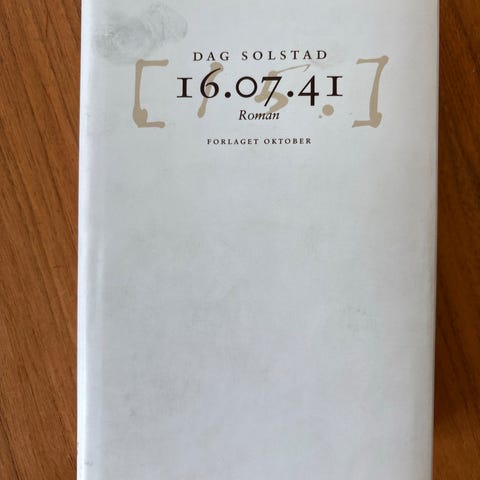 DAG SOLSTAD
16.07.41
Roman
FORLAGET OKTOBER